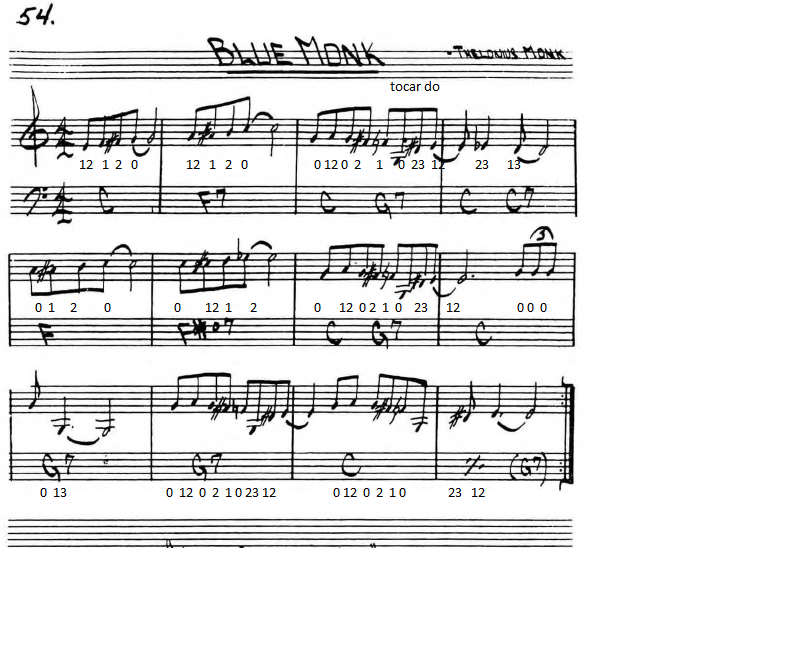 54.
BLUE MONK
-THELONIUS MONK
tocar do
12 1 2 0 12 1 2 0 0 12 0 2 1 0 23 12 23 13
C F7 C G7 C C7
3
0 1 2 0 0 12 1 2 0 12 0 2 1 0 23 12 0 0 0
F F#o7 C G7 C
G7 G7 C % (G7)
0 13 0 12 0 2 1 0 23 12 0 12 0 2 1 0 23 12